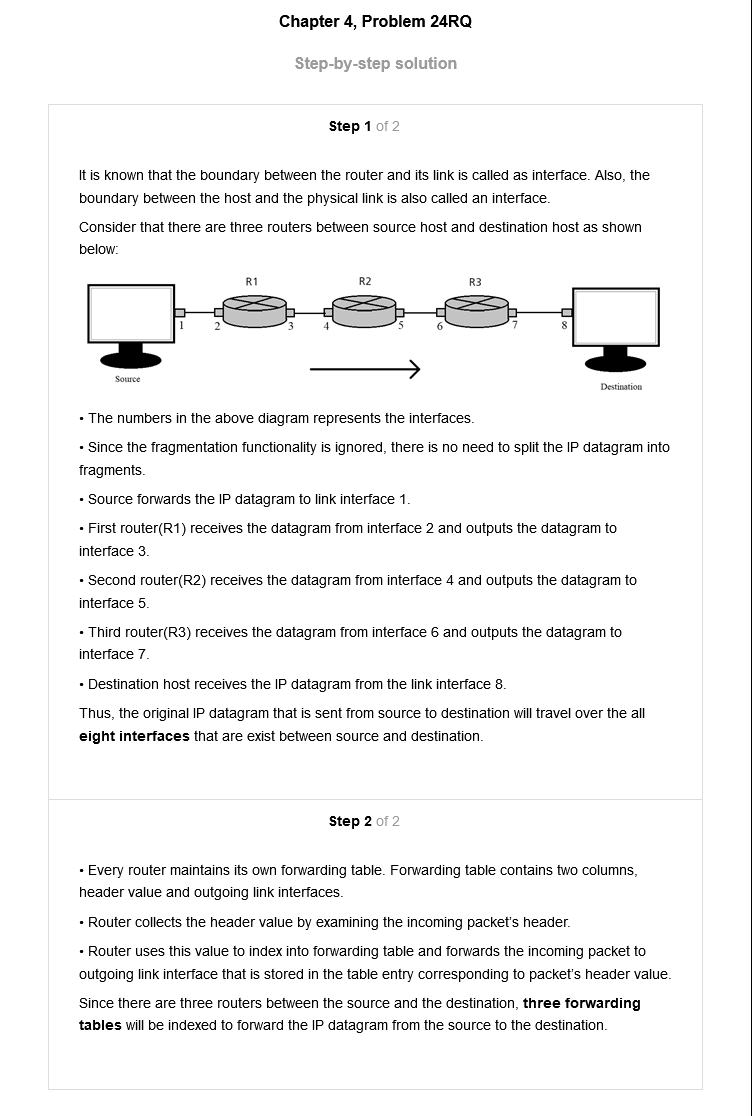 Chapter 4, Problem 24RQ
Step-by-step solution
Step 1 of 2
It is known that the boundary between the router and its link is called as interface. Also, the
boundary between the host and the physical link is also called an interface.
Consider that there are three routers between source host and destination host as shown
below:
R1 R2 R3
1 2 3 4 5 6 7 8
Source
Destination
• The numbers in the above diagram represents the interfaces.
• Since the fragmentation functionality is ignored, there is no need to split the IP datagram into
fragments.
• Source forwards the IP datagram to link interface 1.
• First router(R1) receives the datagram from interface 2 and outputs the datagram to
interface 3.
• Second router(R2) receives the datagram from interface 4 and outputs the datagram to
interface 5.
• Third router(R3) receives the datagram from interface 6 and outputs the datagram to
interface 7.
• Destination host receives the IP datagram from the link interface 8.
Thus, the original IP datagram that is sent from source to destination will travel over the all
eight interfaces that are exist between source and destination.
Step 2 of 2
• Every router maintains its own forwarding table. Forwarding table contains two columns,
header value and outgoing link interfaces.
• Router collects the header value by examining the incoming packet's header.
• Router uses this value to index into forwarding table and forwards the incoming packet to
outgoing link interface that is stored in the table entry corresponding to packet's header value.
Since there are three routers between the source and the destination, three forwarding
tables will be indexed to forward the IP datagram from the source to the destination.